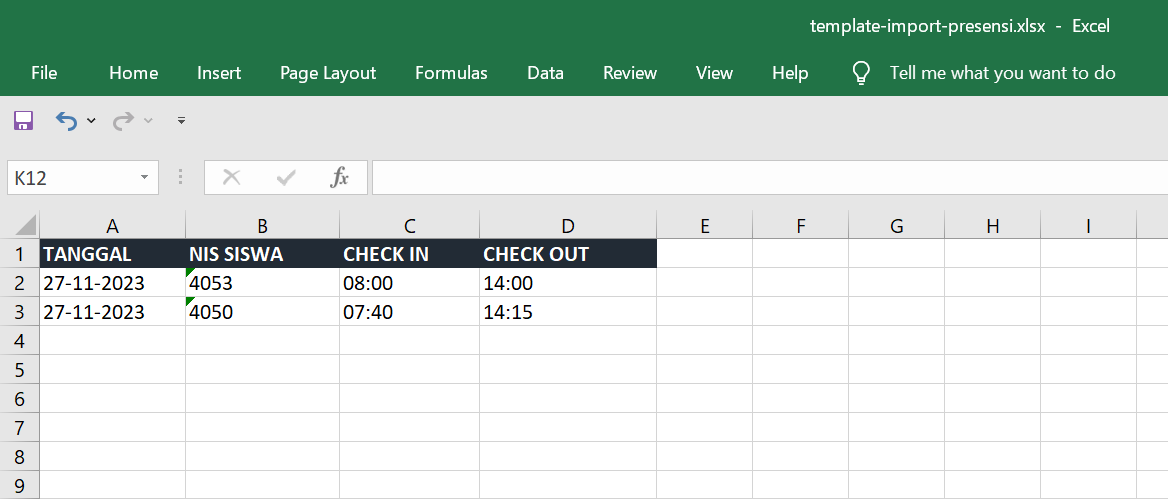 template-import-presensi.xlsx - Excel
File Home Insert Page Layout Formulas Data Review View Help Tell me what you want to do
K12 fx
A B C D E F G H I
1 TANGGAL NIS SISWA CHECK IN CHECK OUT
2 27-11-2023 4053 08:00 14:00
3 27-11-2023 4050 07:40 14:15
4
5
6
7
8
9